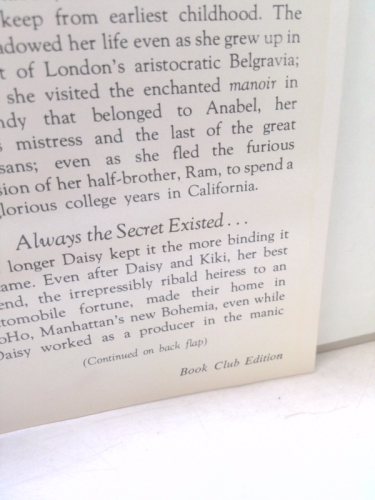 keep from earliest childhood. The
adowed her life even as she grew up in
t of London's aristocratic Belgravia;
she visited the enchanted manoir in
ndy that belonged to Anabel, her
s mistress and the last of the great
sans; even as she fled the furious
sion of her half-brother, Ram, to spend a
glorious college years in California.
Always the Secret Existed...
longer Daisy kept it the more binding it
ame. Even after Daisy and Kiki, her best
end, the irrepressibly ribald heiress to an
tomobile fortune, made their home in
oHo, Manhattan's new Bohemia, even while
Daisy worked as a producer in the manic
(Continued on back flap)
Book Club Edition